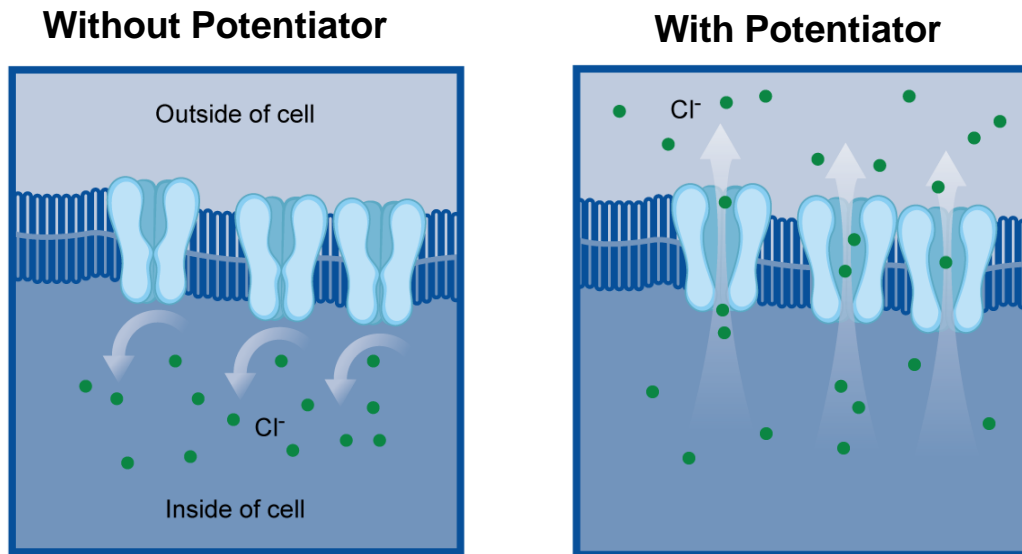 Without Potentiator
With Potentiator
Outside of cell
Cl⁻
Inside of cell
Cl⁻